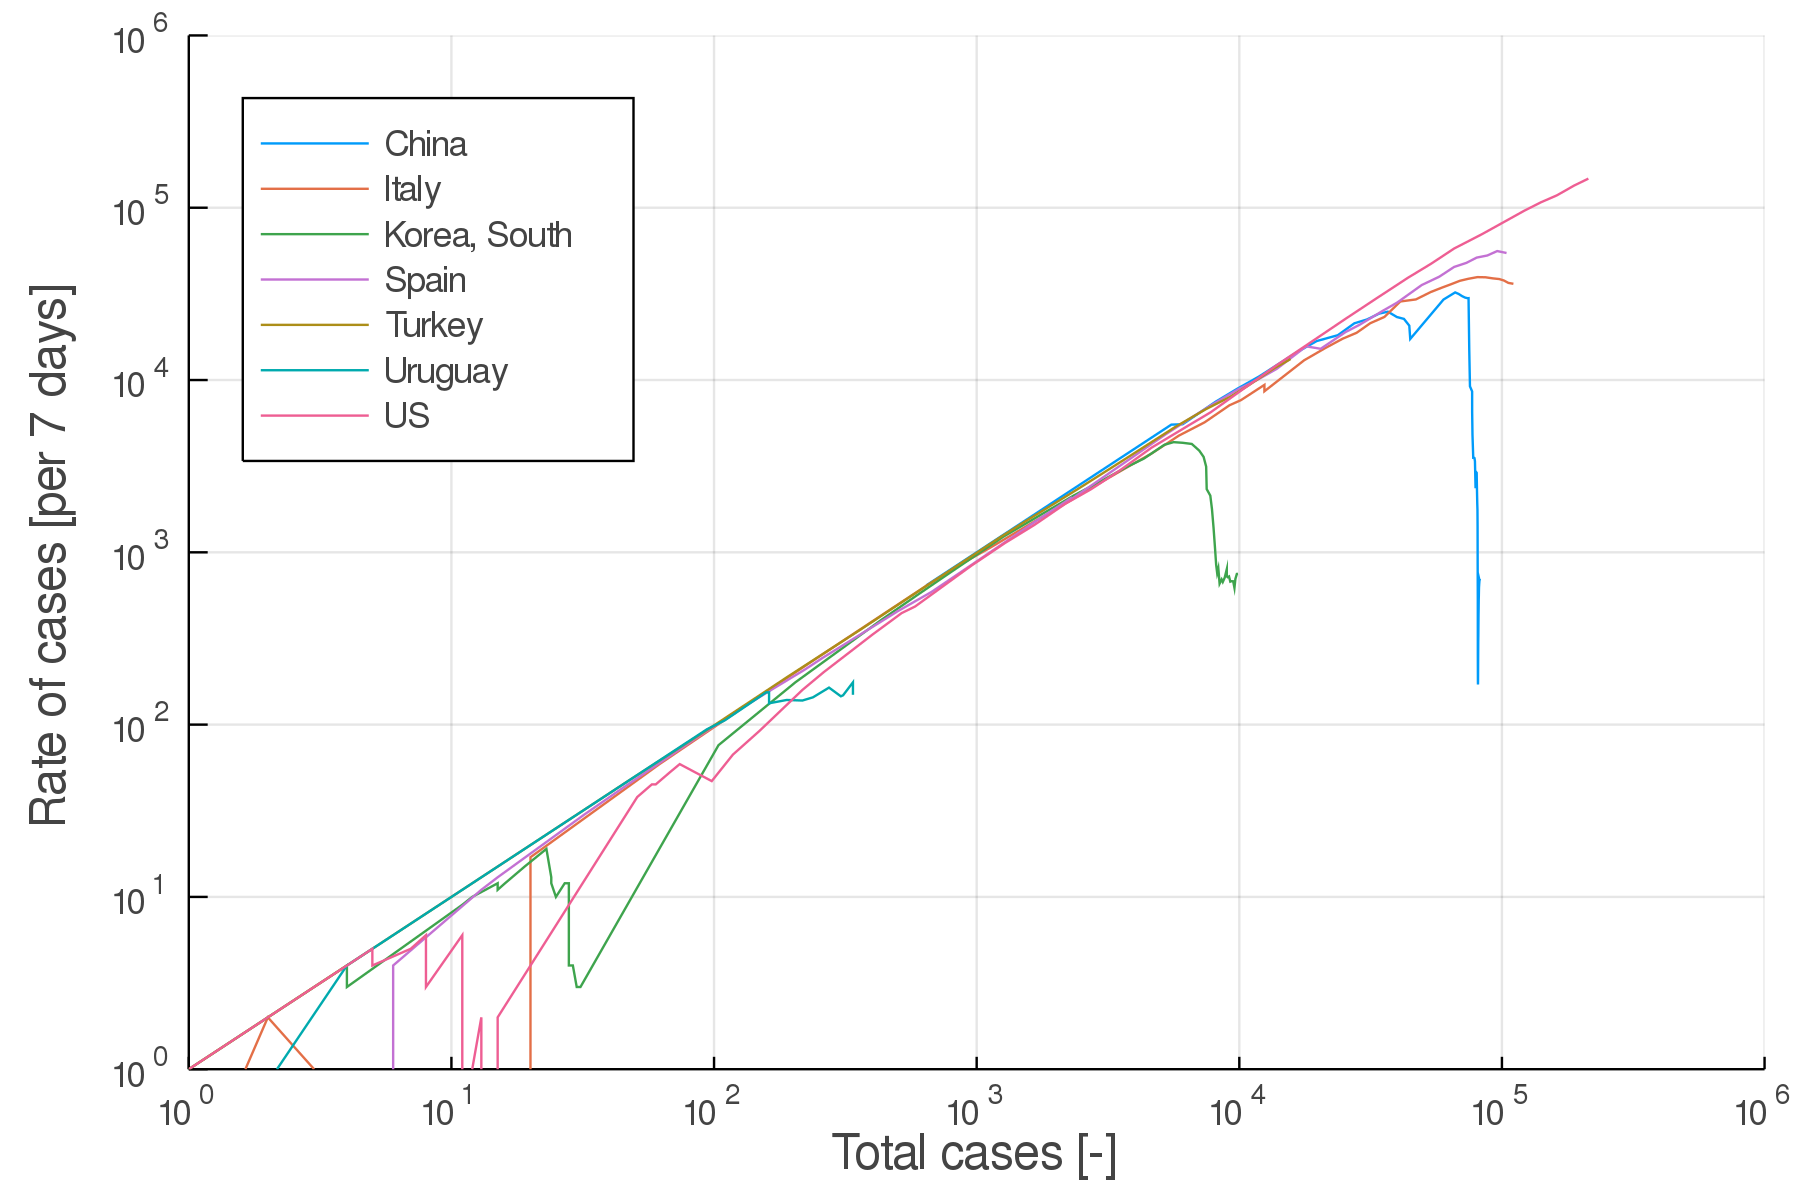 Rate of cases [per 7 days]
10^6
10^5
10^4
10^3
10^2
10^1
10^0
China
Italy
Korea, South
Spain
Turkey
Uruguay
US
10^0 10^1 10^2 10^3 10^4 10^5 10^6
Total cases [-]